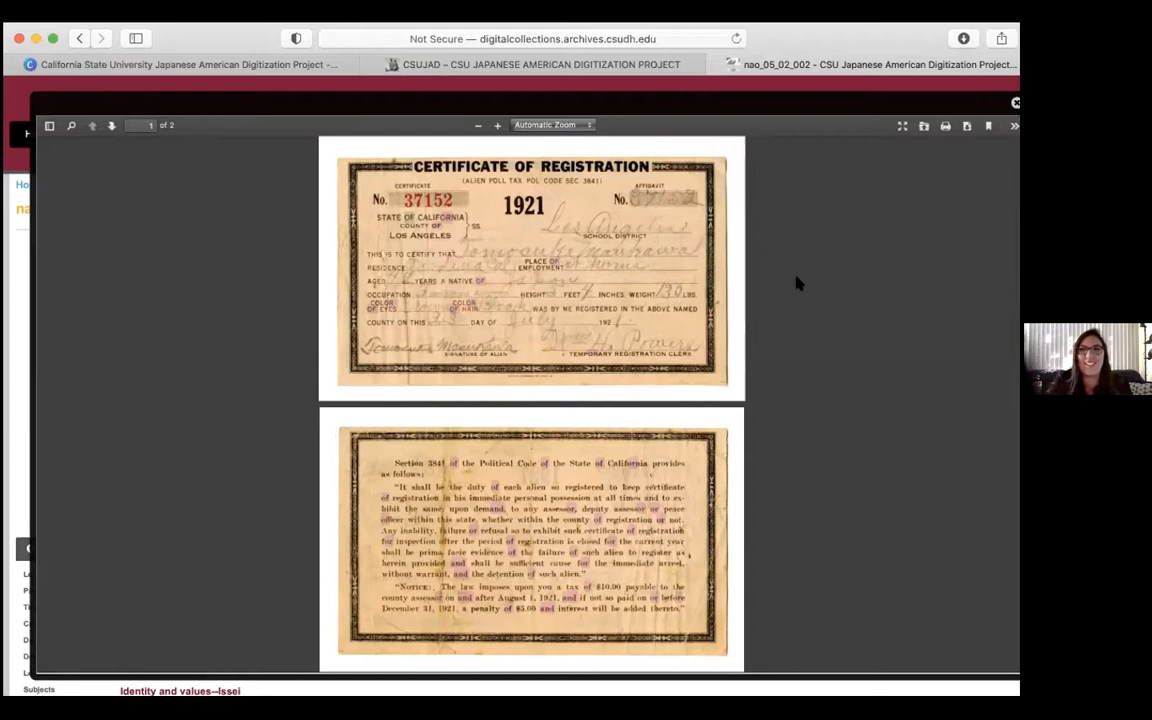 Not Secure — digitalcollections.archives.csudh.edu
California State University Japanese American Digitization Project -...
CSUJAD – CSU JAPANESE AMERICAN DIGITIZATION PROJECT
nao_05_02_002 - CSU Japanese American Digitization Project...
1 of 2
Automatic Zoom
CERTIFICATE OF REGISTRATION
(ALIEN POLL TAX POL. CODE SEC. 3841)
CERTIFICATE
No. 37152
1921
AFFIDAVIT
No. 37152
STATE OF CALIFORNIA
COUNTY OF
LOS ANGELES
SS
Los Angeles
SCHOOL DISTRICT
THIS IS TO CERTIFY THAT
RESIDENCE
PLACE OF
EMPLOYMENT at home
AGED YEARS A NATIVE OF
OCCUPATION HEIGHT FEET 4 INCHES. WEIGHT 130 LBS.
COLOR
OF EYES
COLOR
OF HAIR WAS BY ME REGISTERED IN THE ABOVE NAMED
COUNTY ON THIS DAY OF July 192
SIGNATURE OF ALIEN
H. Powers
TEMPORARY REGISTRATION CLERK
Section 3841 of the Political Code of the State of California provides
as follows:
"It shall be the duty of each alien so registered to keep certificate
of registration in his immediate personal possession at all times and to ex-
hibit the same, upon demand, to any assessor, deputy assessor or peace
officer within this state, whether within the county of registration or not.
Any inability, failure or refusal so to exhibit such certificate of registration
for inspection after the period of registration is closed for the current year
shall be prima facie evidence of the failure of such alien to register as
herein provided and shall be sufficient cause for the immediate arrest,
without warrant, and the detention of such alien."
"NOTICE: The law imposes upon you a tax of $10.00 payable to the
county assessor on and after August 1, 1921, and if not so paid on or before
December 31, 1921, a penalty of $5.00 and interest will be added thereto."
Subjects
Identity and values--Issei